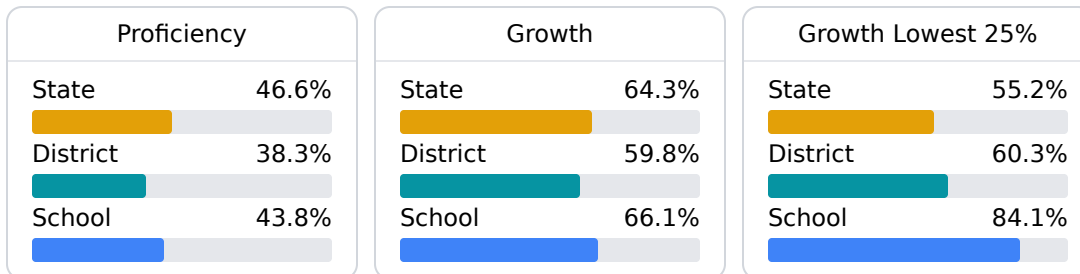 Proficiency
State 46.6%
District 38.3%
School 43.8%
Growth
State 64.3%
District 59.8%
School 66.1%
Growth Lowest 25%
State 55.2%
District 60.3%
School 84.1%